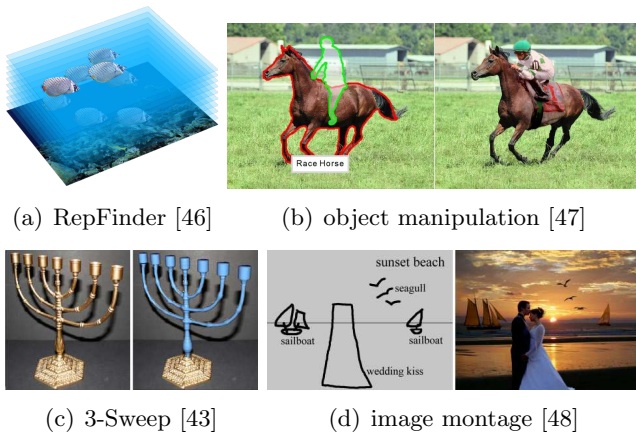 Race Horse
(a) RepFinder [46]
(b) object manipulation [47]
sunset beach
seagull
sailboat
sailboat
wedding kiss
(c) 3-Sweep [43]
(d) image montage [48]